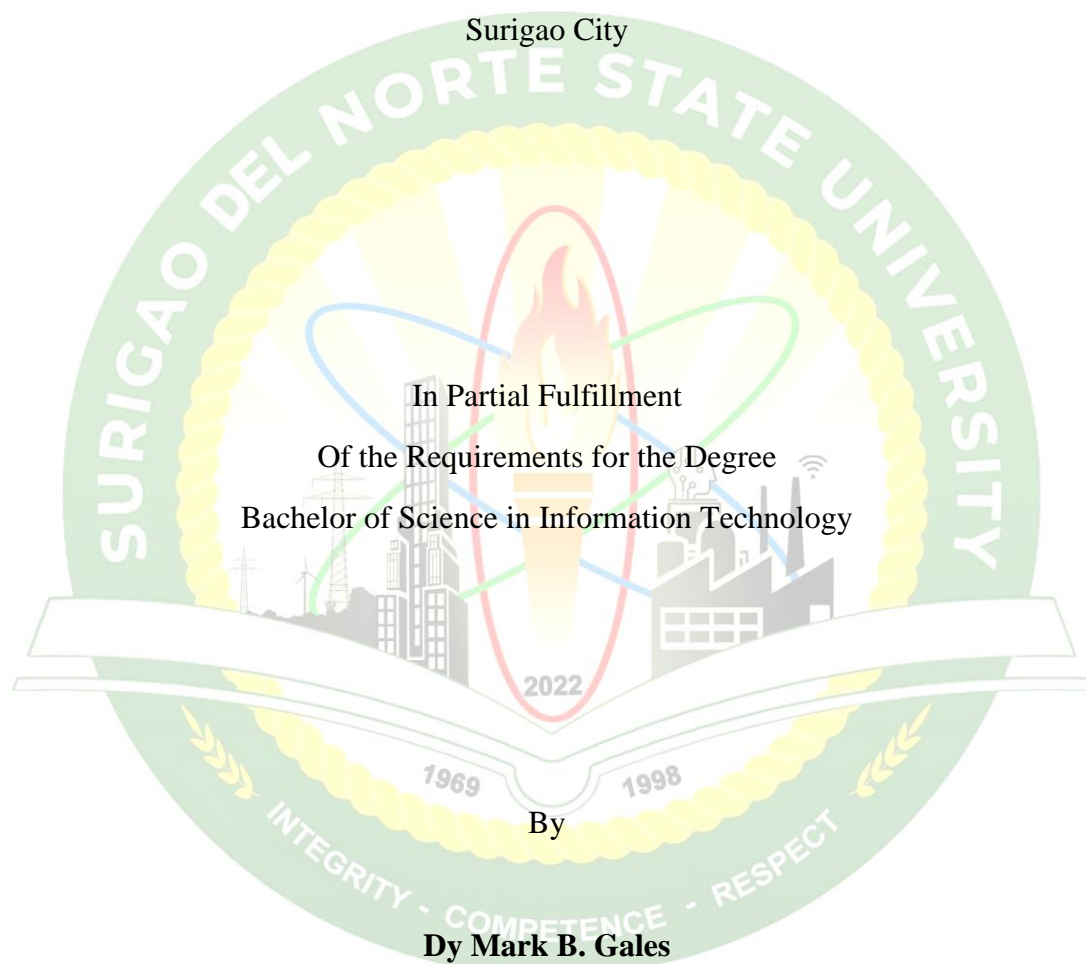 Surigao City
SURIGAO DEL NORTE STATE UNIVERSITY
In Partial Fulfillment
Of the Requirements for the Degree
Bachelor of Science in Information Technology
2022
1969 1998
By
INTEGRITY - COMPETENCE - RESPECT
Dy Mark B. Gales